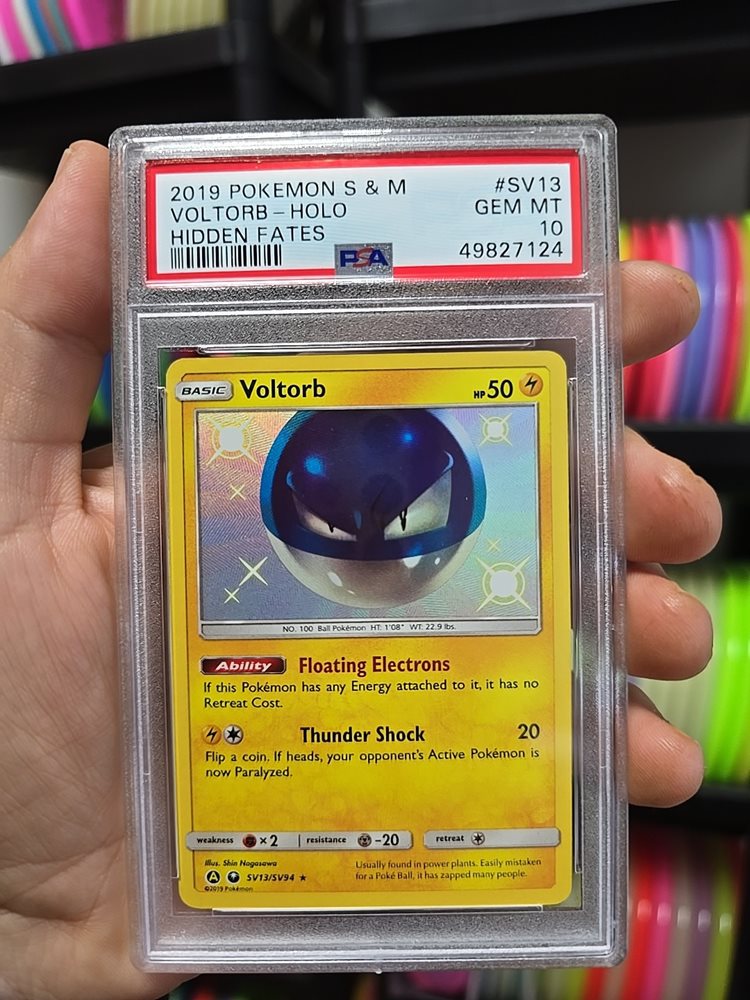 2019 POKEMON S & M #SV13
VOLTORB - HOLO GEM MT
HIDDEN FATES 10
PSA 49827124
BASIC Voltorb HP 50
NO. 100 Ball Pokémon HT: 1'08" WT: 22.9 lbs.
Ability Floating Electrons
If this Pokémon has any Energy attached to it, it has no
Retreat Cost.
Thunder Shock 20
Flip a coin. If heads, your opponent's Active Pokémon is
now Paralyzed.
weakness ×2 resistance -20 retreat
Illus. Shin Nagasawa
Usually found in power plants. Easily mistaken
for a Poké Ball, it has zapped many people.
A SV13/SV94 ★
©2019 Pokémon